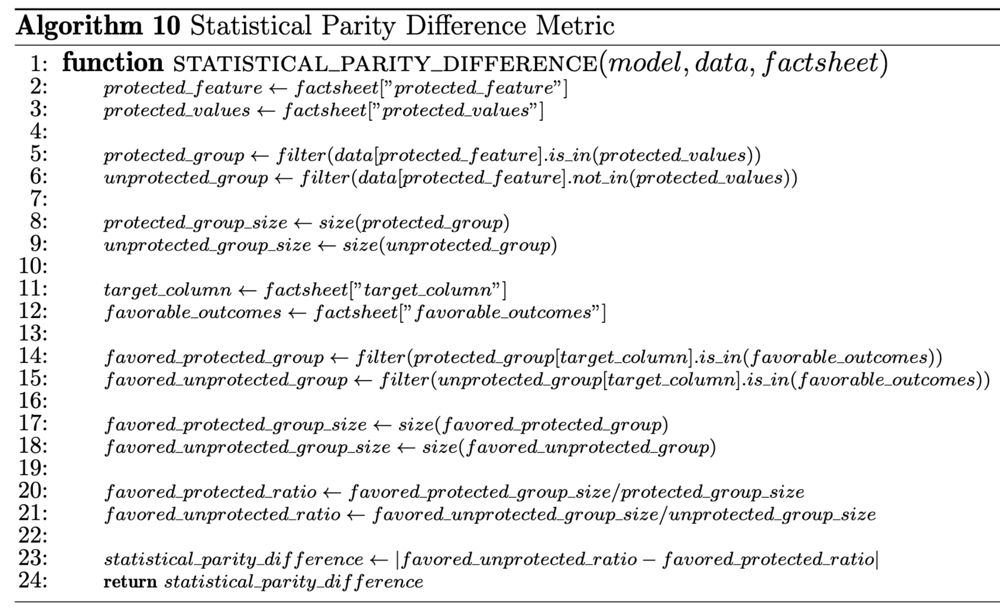 Algorithm 10 Statistical Parity Difference Metric
1: function STATISTICAL_PARITY_DIFFERENCE(model, data, factsheet)
2: protected_feature ← factsheet["protected_feature"]
3: protected_values ← factsheet["protected_values"]
4:
5: protected_group ← filter(data[protected_feature].is_in(protected_values))
6: unprotected_group ← filter(data[protected_feature].not_in(protected_values))
7:
8: protected_group_size ← size(protected_group)
9: unprotected_group_size ← size(unprotected_group)
10:
11: target_column ← factsheet["target_column"]
12: favorable_outcomes ← factsheet["favorable_outcomes"]
13:
14: favored_protected_group ← filter(protected_group[target_column].is_in(favorable_outcomes))
15: favored_unprotected_group ← filter(unprotected_group[target_column].is_in(favorable_outcomes))
16:
17: favored_protected_group_size ← size(favored_protected_group)
18: favored_unprotected_group_size ← size(favored_unprotected_group)
19:
20: favored_protected_ratio ← favored_protected_group_size/protected_group_size
21: favored_unprotected_ratio ← favored_unprotected_group_size/unprotected_group_size
22:
23: statistical_parity_difference ← |favored_unprotected_ratio − favored_protected_ratio|
24: return statistical_parity_difference